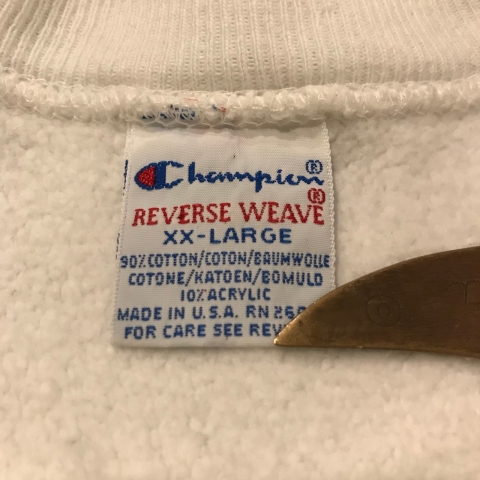 Champion ®
REVERSE WEAVE ®
XX-LARGE
90% COTTON/COTON/BAUMWOLLE
COTONE/KATOEN/BOMULD
10% ACRYLIC
MADE IN U.S.A. RN
FOR CARE SEE